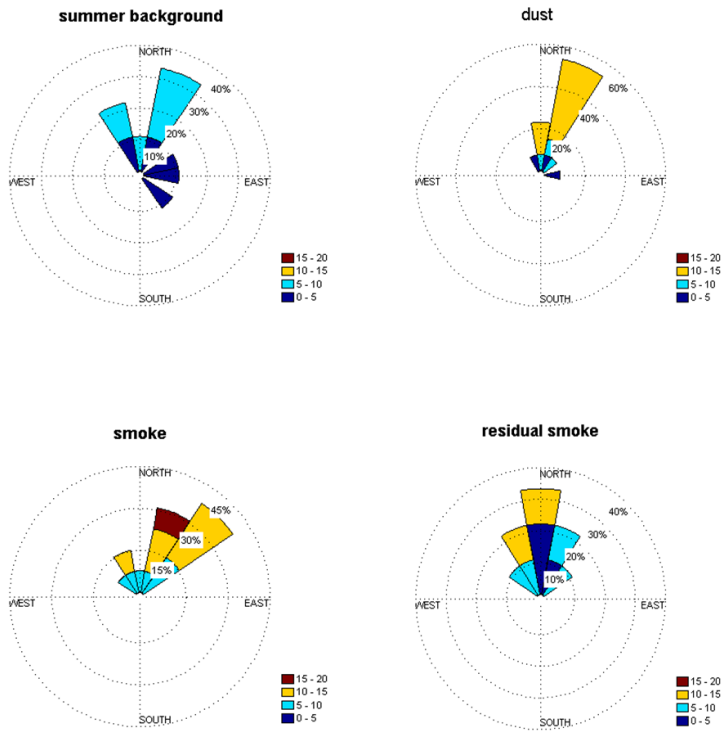 summer background
NORTH
40%
30%
20%
10%
WEST
EAST
SOUTH
15 - 20
10 - 15
5 - 10
0 - 5
dust
NORTH
60%
40%
20%
WEST
EAST
SOUTH
15 - 20
10 - 15
5 - 10
0 - 5
smoke
NORTH
45%
30%
15%
WEST
EAST
SOUTH
15 - 20
10 - 15
5 - 10
0 - 5
residual smoke
NORTH
40%
30%
20%
10%
WEST
EAST
SOUTH
15 - 20
10 - 15
5 - 10
0 - 5